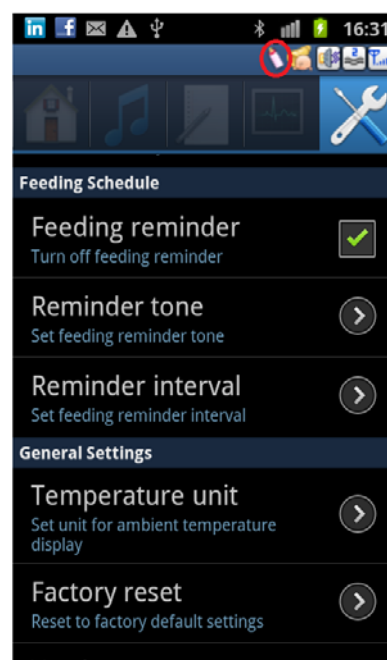 in f 16:31
Feeding Schedule
Feeding reminder
Turn off feeding reminder
Reminder tone
Set feeding reminder tone
Reminder interval
Set feeding reminder interval
General Settings
Temperature unit
Set unit for ambient temperature
display
Factory reset
Reset to factory default settings